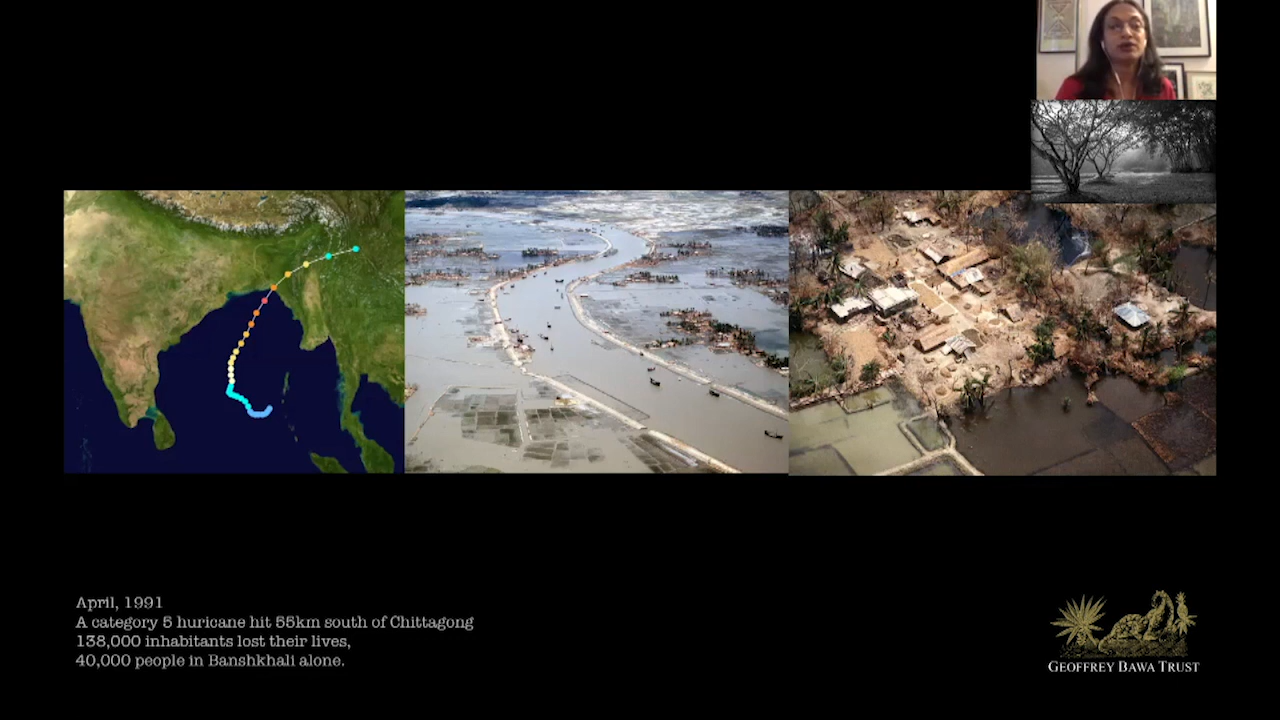 April, 1991
A category 5 huricane hit 55km south of Chittagong
138,000 inhabitants lost their lives,
40,000 people in Banshkhali alone.
GEOFFREY BAWA TRUST